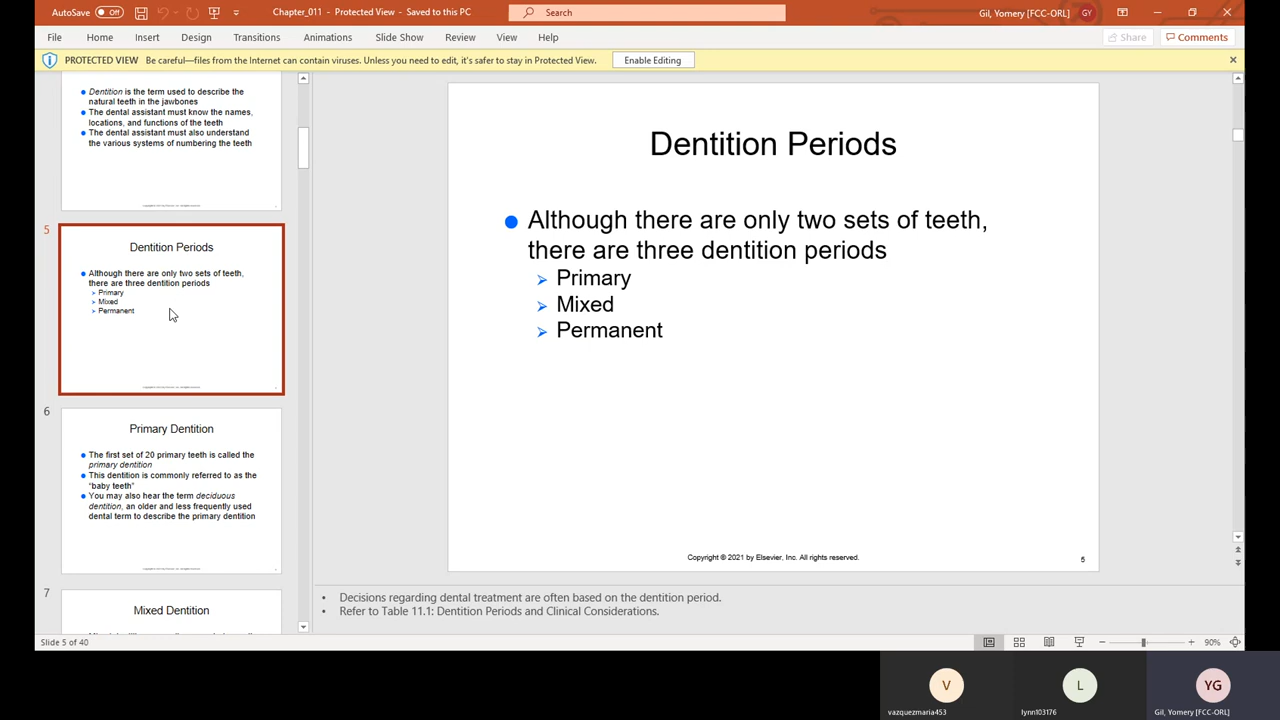 AutoSave Off
Chapter_011 - Protected View - Saved to this PC
Search
Gil, Yomery [FCC-ORL] GY
File Home Insert Design Transitions Animations Slide Show Review View Help
Share Comments
PROTECTED VIEW Be careful—files from the Internet can contain viruses. Unless you need to edit, it's safer to stay in Protected View. Enable Editing
Dentition is the term used to describe the
natural teeth in the jawbones
The dental assistant must know the names,
locations, and functions of the teeth
The dental assistant must also understand
the various systems of numbering the teeth
5
Dentition Periods
Although there are only two sets of teeth,
there are three dentition periods
Primary
Mixed
Permanent
6
Primary Dentition
The first set of 20 primary teeth is called the
primary dentition
This dentition is commonly referred to as the
“baby teeth”
You may also hear the term deciduous
dentition, an older and less frequently used
dental term to describe the primary dentition
7
Mixed Dentition
Dentition Periods
Although there are only two sets of teeth,
there are three dentition periods
Primary
Mixed
Permanent
Copyright © 2021 by Elsevier, Inc. All rights reserved.
5
Decisions regarding dental treatment are often based on the dentition period.
Refer to Table 11.1: Dentition Periods and Clinical Considerations.
Slide 5 of 40
90%
V
vazquezmaria453
L
lynn103176
YG
Gil, Yomery [FCC-ORL]